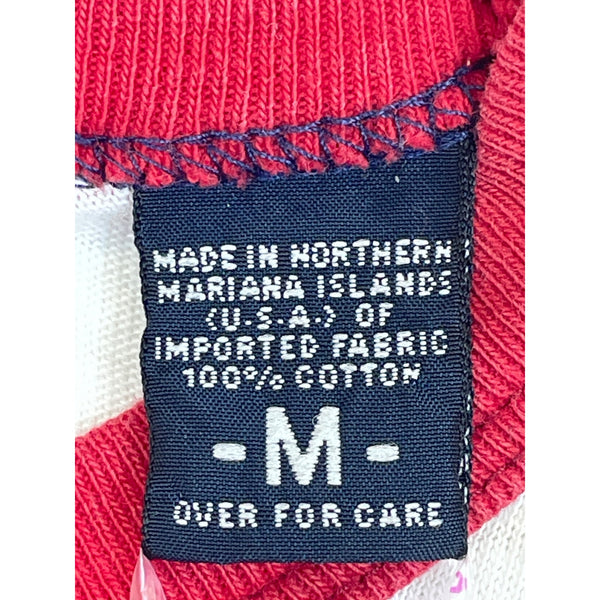 MADE IN NORTHERN
MARIANA ISLANDS
(U.S.A.) OF
IMPORTED FABRIC
100% COTTON
- M -
OVER FOR CARE